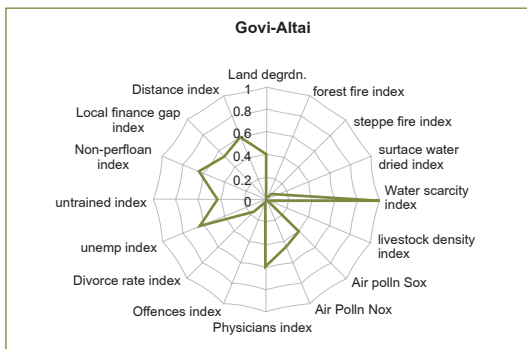 Govi-Altai
Land degrdn.
forest fire index
steppe fire index
surtace water
dried index
Water scarcity
index
livestock density
index
Air polln Sox
Air Polln Nox
Physicians index
Offences index
Divorce rate index
unemp index
untrained index
Non-perfloan
index
Local finance gap
index
Distance index
1
0.8
0.6
0.4
0.2
0